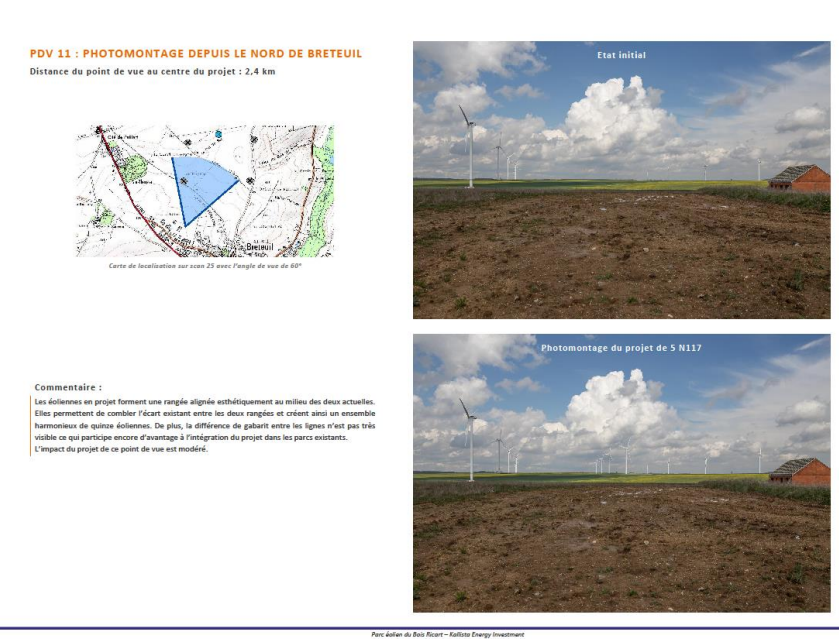 PDV 11 : PHOTOMONTAGE DEPUIS LE NORD DE BRETEUIL
Distance du point de vue au centre du projet : 2,4 km
Etat initial
Breteuil
Carte de localisation sur scan 25 avec l'angle de vue de 60°
Photomontage du projet de 5 N117
Commentaire :
Les éoliennes en projet forment une rangée alignée esthétiquement au milieu des deux actuelles.
Elles permettent de combler l'écart existant entre les deux rangées et créent ainsi un ensemble
harmonieux de quinze éoliennes. De plus, la différence de gabarit entre les lignes n'est pas très
visible ce qui participe encore d'avantage à l'intégration du projet dans les parcs existants.
L'impact du projet de ce point de vue est modéré.
Parc éolien du Bois Ricart – Kallista Energy Investment